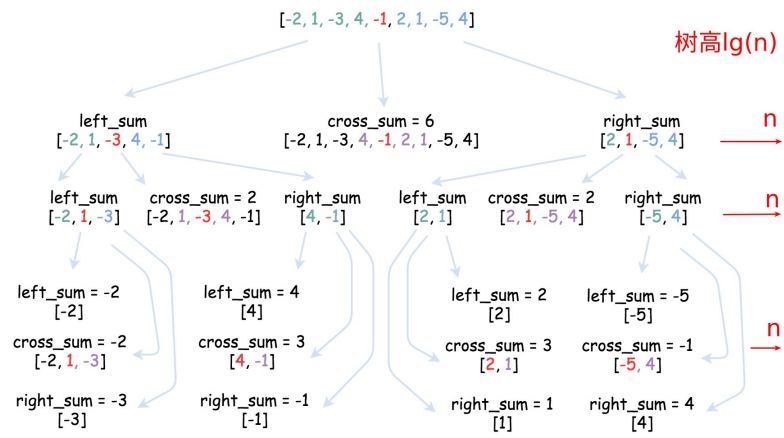 [-2, 1, -3, 4, -1, 2, 1, -5, 4]
树高lg(n)
left_sum
[-2, 1, -3, 4, -1]
cross_sum = 6
[-2, 1, -3, 4, -1, 2, 1, -5, 4]
right_sum
[2, 1, -5, 4]
n
left_sum
[-2, 1, -3]
cross_sum = 2
[-2, 1, -3, 4, -1]
right_sum
[4, -1]
left_sum
[2, 1]
cross_sum = 2
[2, 1, -5, 4]
right_sum
[-5, 4]
n
left_sum = -2
[-2]
cross_sum = -2
[-2, 1, -3]
right_sum = -3
[-3]
left_sum = 4
[4]
cross_sum = 3
[4, -1]
right_sum = -1
[-1]
left_sum = 2
[2]
cross_sum = 3
[2, 1]
right_sum = 1
[1]
left_sum = -5
[-5]
cross_sum = -1
[-5, 4]
right_sum = 4
[4]
n